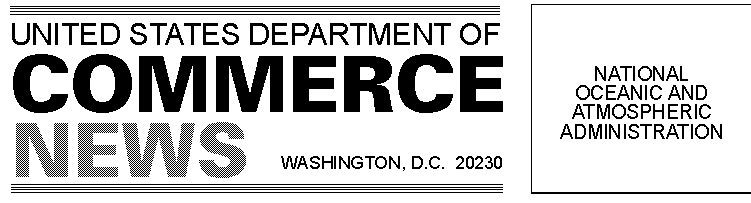 UNITED STATES DEPARTMENT OF
COMMERCE
NEWS
WASHINGTON, D.C. 20230
NATIONAL
OCEANIC AND
ATMOSPHERIC
ADMINISTRATION